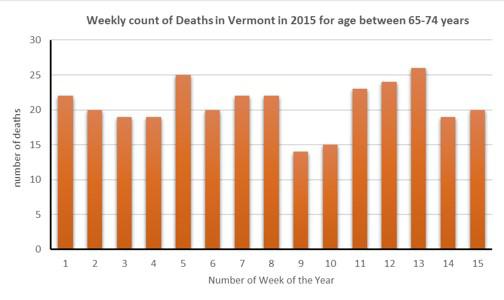 Weekly count of Deaths in Vermont in 2015 for age between 65-74 years
number of deaths
30
25
20
15
10
5
0
1 2 3 4 5 6 7 8 9 10 11 12 13 14 15
Number of Week of the Year